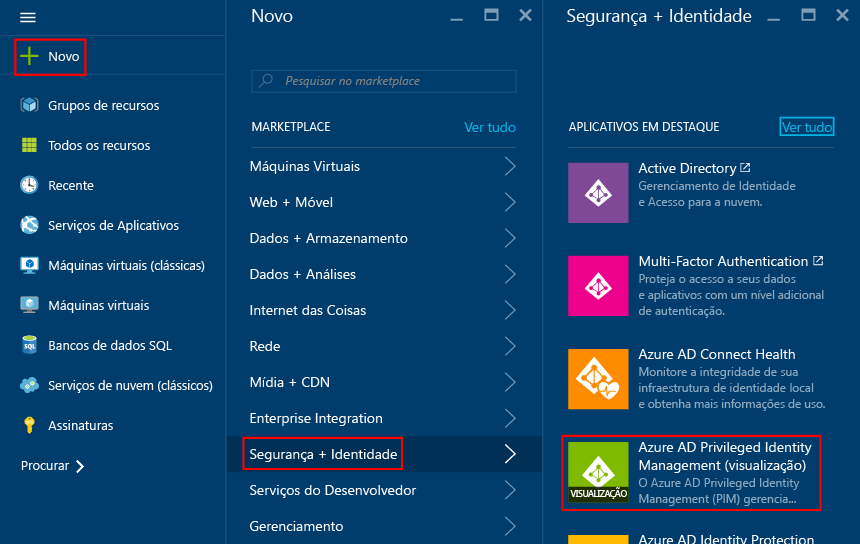 Novo
Grupos de recursos
Todos os recursos
Recente
Serviços de Aplicativos
Máquinas virtuais (clássicas)
Máquinas virtuais
SQL
Bancos de dados SQL
Serviços de nuvem (clássicos)
Assinaturas
Procurar
Novo
Pesquisar no marketplace
MARKETPLACE
Ver tudo
Máquinas Virtuais
Web + Móvel
Dados + Armazenamento
Dados + Análises
Internet das Coisas
Rede
Mídia + CDN
Enterprise Integration
Segurança + Identidade
Serviços do Desenvolvedor
Gerenciamento
Segurança + Identidade
APLICATIVOS EM DESTAQUE
Ver tudo
Active Directory
Gerenciamento de Identidade
e Acesso para a nuvem.
Multi-Factor Authentication
Proteja o acesso a seus dados
e aplicativos com um nível adicional
de autenticação.
Azure AD Connect Health
Monitore a integridade de sua
infraestrutura de identidade local
e obtenha mais informações de uso.
VISUALIZAÇÃO
Azure AD Privileged Identity
Management (visualização)
O Azure AD Privileged Identity
Management (PIM) gerencia...
Azure AD Identity Protection